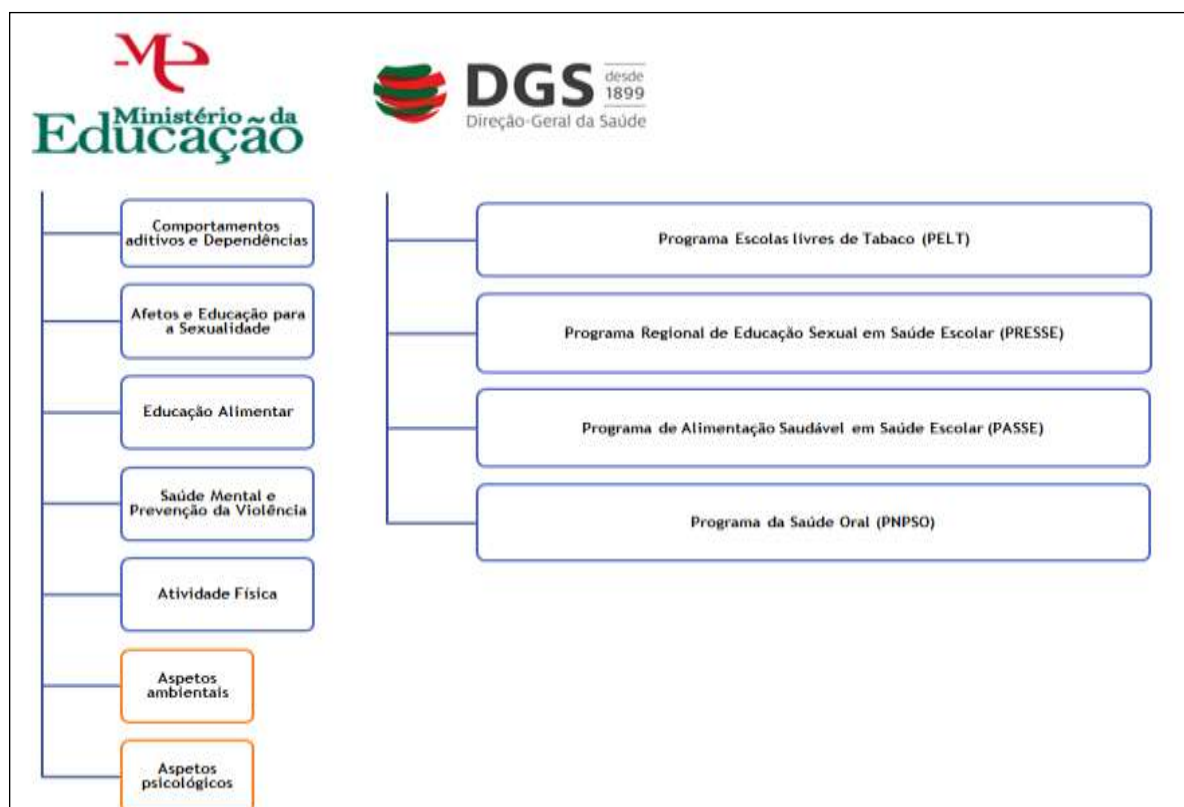 Ministério da
Educação
DGS
desde
1899
Direção-Geral da Saúde
Comportamentos
aditivos e Dependências
Afetos e Educação para
a Sexualidade
Educação Alimentar
Saúde Mental e
Prevenção da Violência
Atividade Física
Aspetos
ambientais
Aspetos
psicológicos
Programa Escolas livres de Tabaco (PELT)
Programa Regional de Educação Sexual em Saúde Escolar (PRESSE)
Programa de Alimentação Saudável em Saúde Escolar (PASSE)
Programa da Saúde Oral (PNPSO)